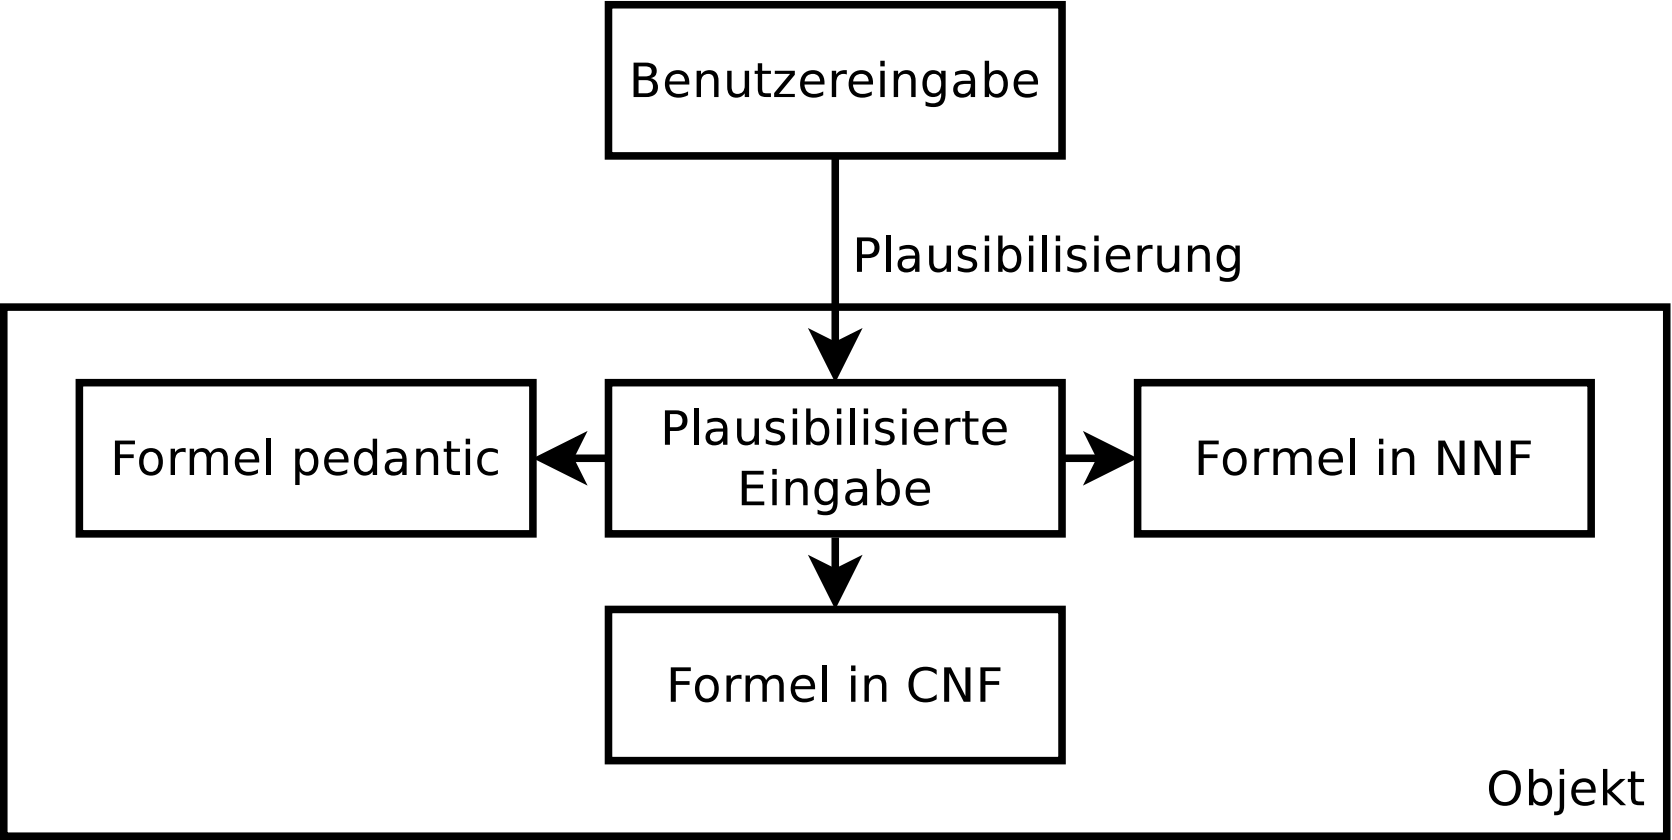 Benutzereingabe
Plausibilisierung
Formel pedantic
Plausibilisierte
Eingabe
Formel in NNF
Formel in CNF
Objekt